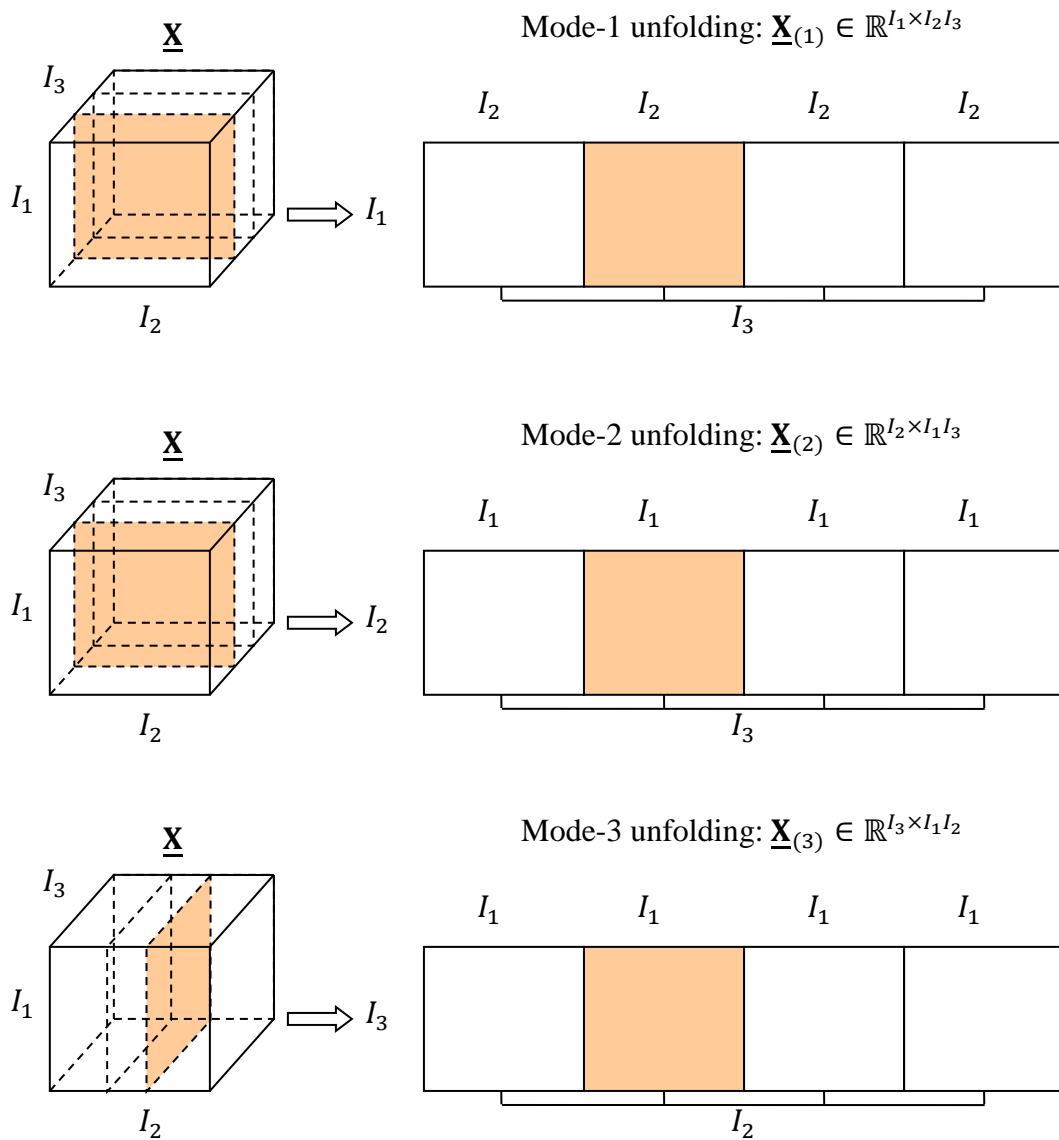 X
Mode-1 unfolding: X₍₁₎ ∈ ℝ^{I₁×I₂I₃}
I₃
I₂ I₂ I₂ I₂
I₁
I₁
I₂
I₃
X
Mode-2 unfolding: X₍₂₎ ∈ ℝ^{I₂×I₁I₃}
I₃
I₁ I₁ I₁ I₁
I₁
I₂
I₂
I₃
X
Mode-3 unfolding: X₍₃₎ ∈ ℝ^{I₃×I₁I₂}
I₃
I₁ I₁ I₁ I₁
I₁
I₃
I₂
I₂